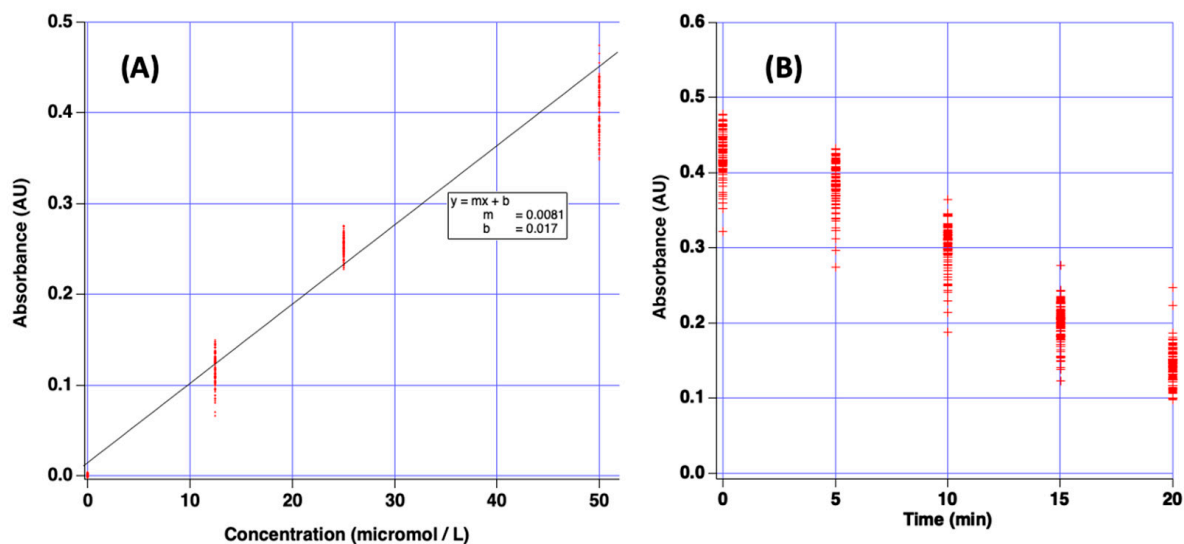 (A)
0.5
0.4
0.3
0.2
0.1
0.0
Absorbance (AU)
y = mx + b
m = 0.0081
b = 0.017
0 10 20 30 40 50
Concentration (micromol / L)
(B)
0.6
0.5
0.4
0.3
0.2
0.1
0.0
Absorbance (AU)
0 5 10 15 20
Time (min)